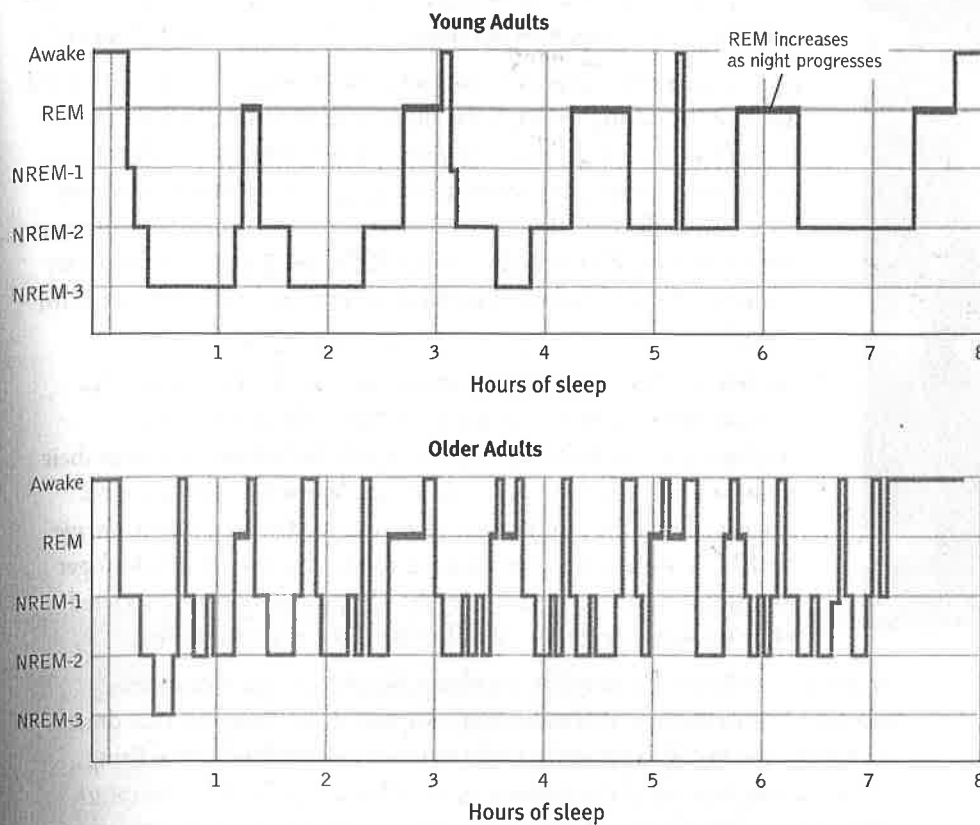 Young Adults
REM increases
as night progresses
Awake
REM
NREM-1
NREM-2
NREM-3
1 2 3 4 5 6 7 8
Hours of sleep
Older Adults
Awake
REM
NREM-1
NREM-2
NREM-3
1 2 3 4 5 6 7 8
Hours of sleep